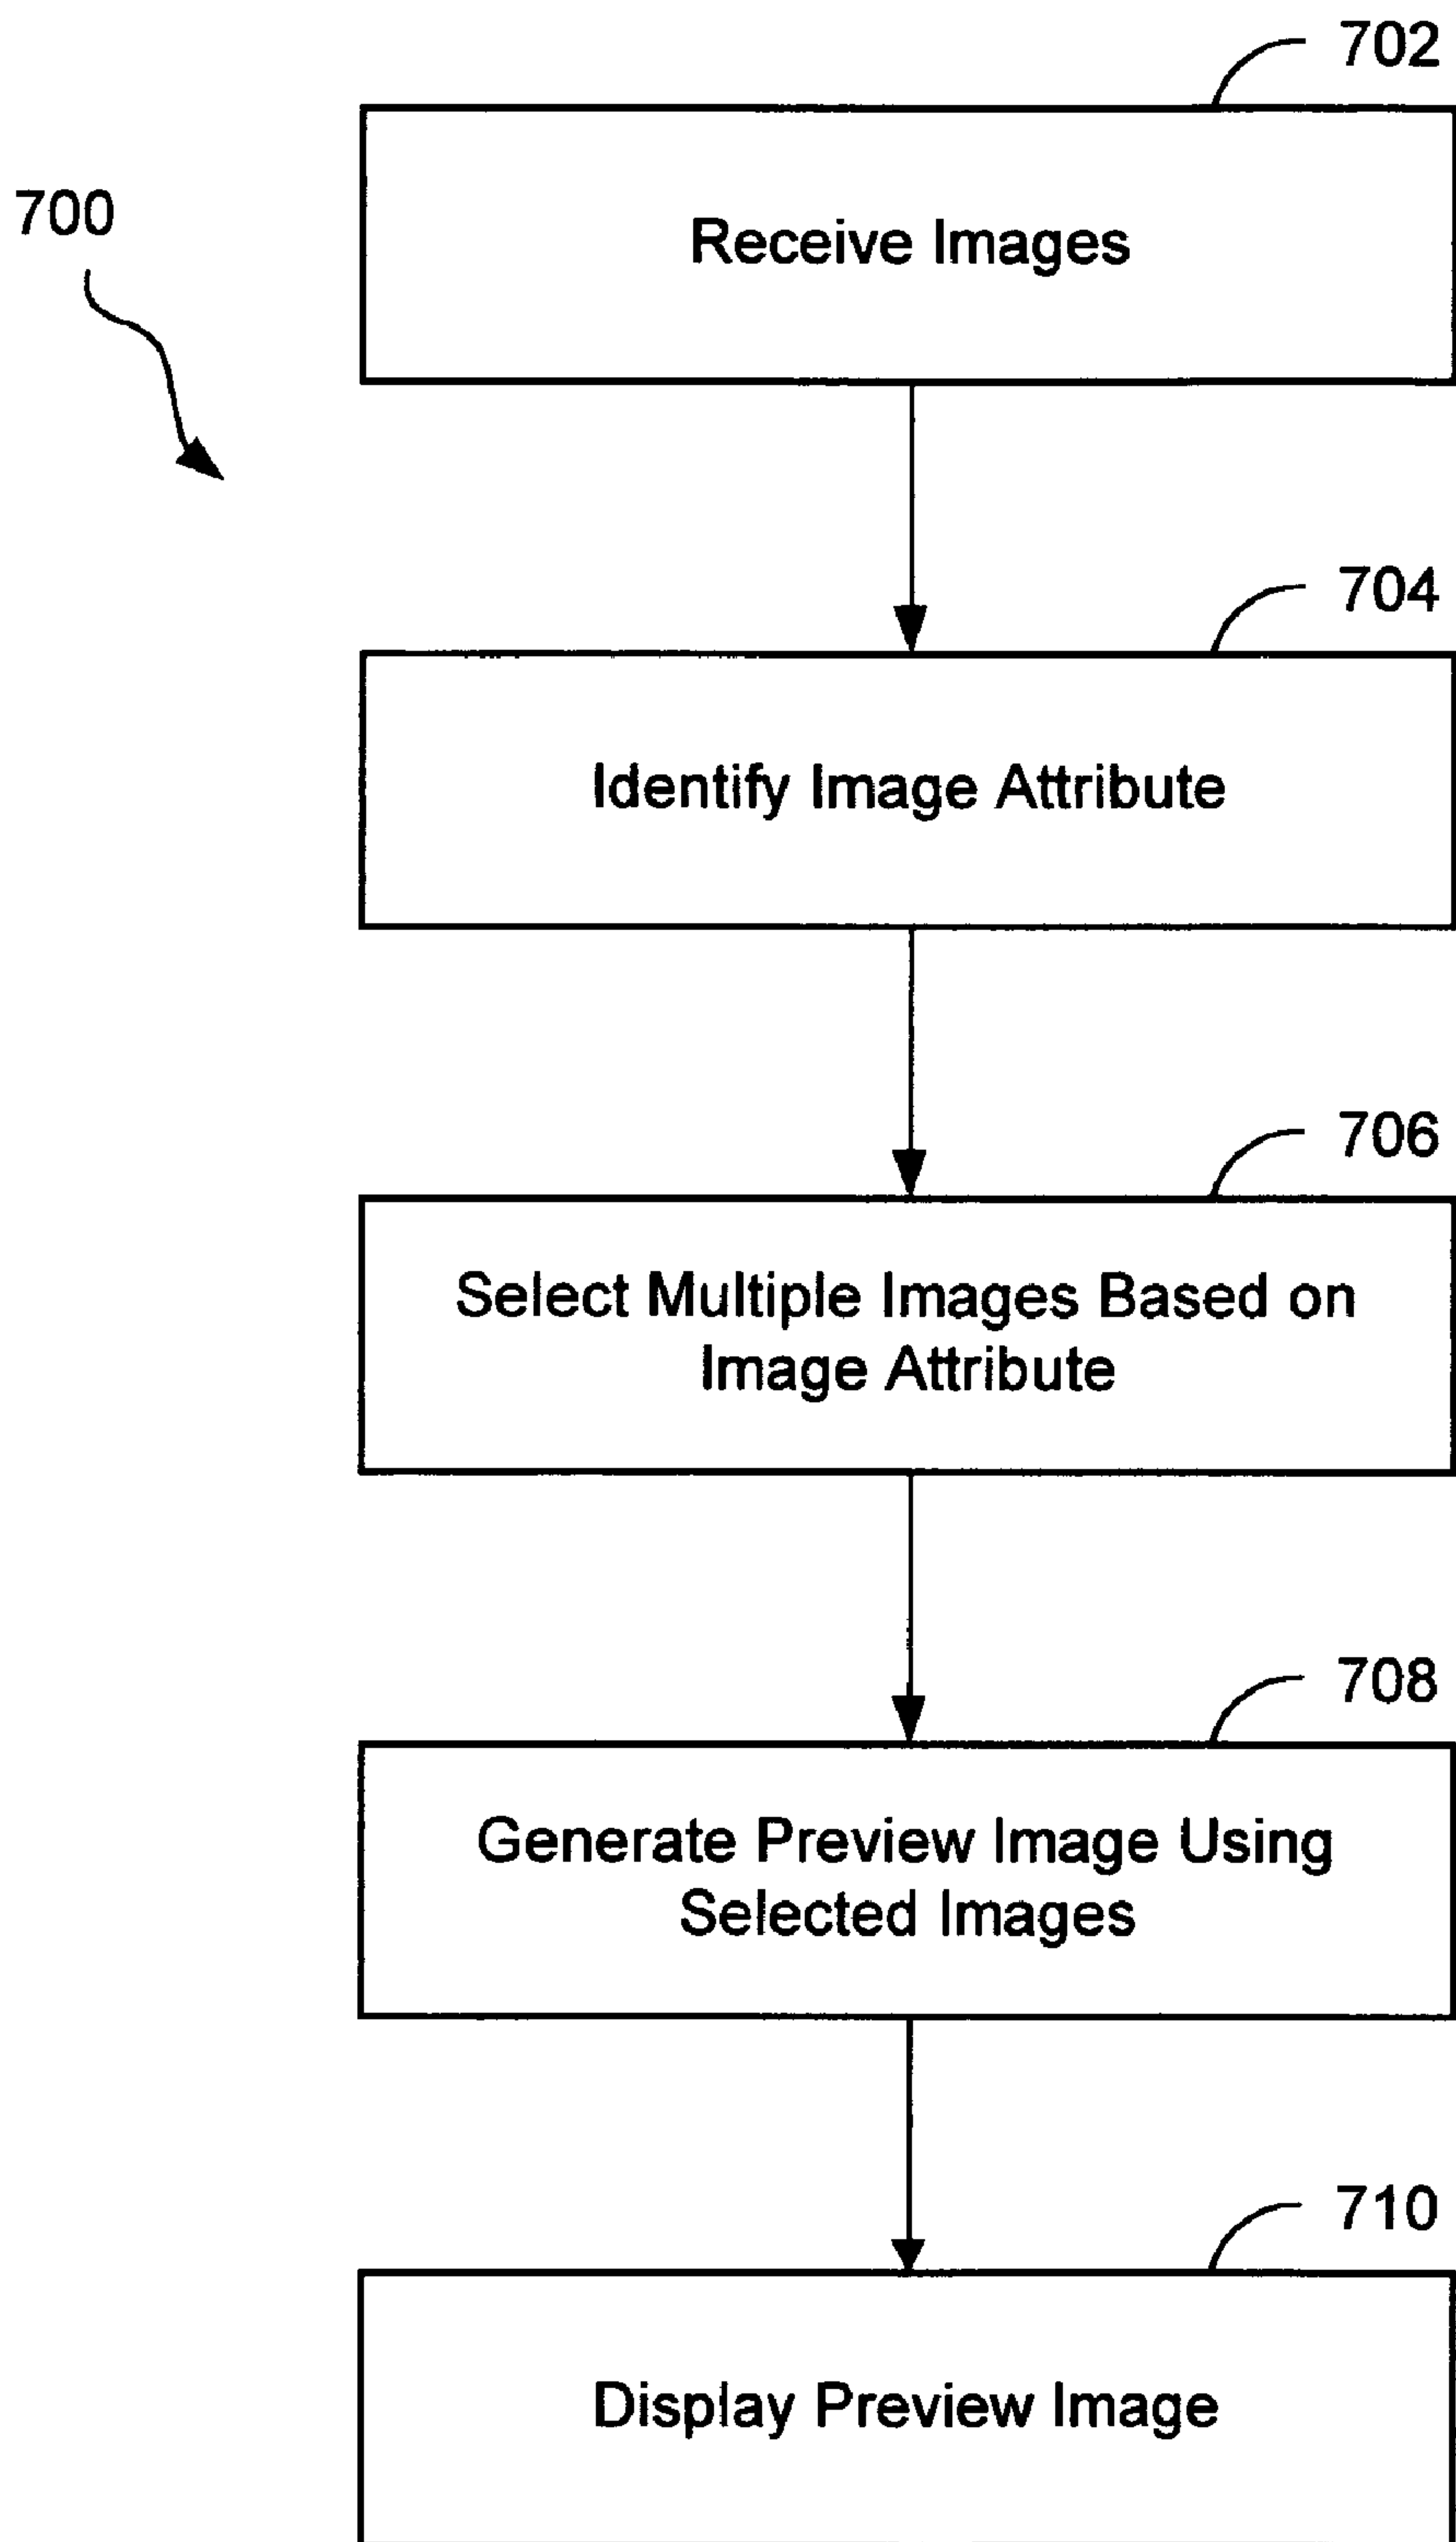 702
700
Receive Images
704
Identify Image Attribute
706
Select Multiple Images Based on
Image Attribute
708
Generate Preview Image Using
Selected Images
710
Display Preview Image